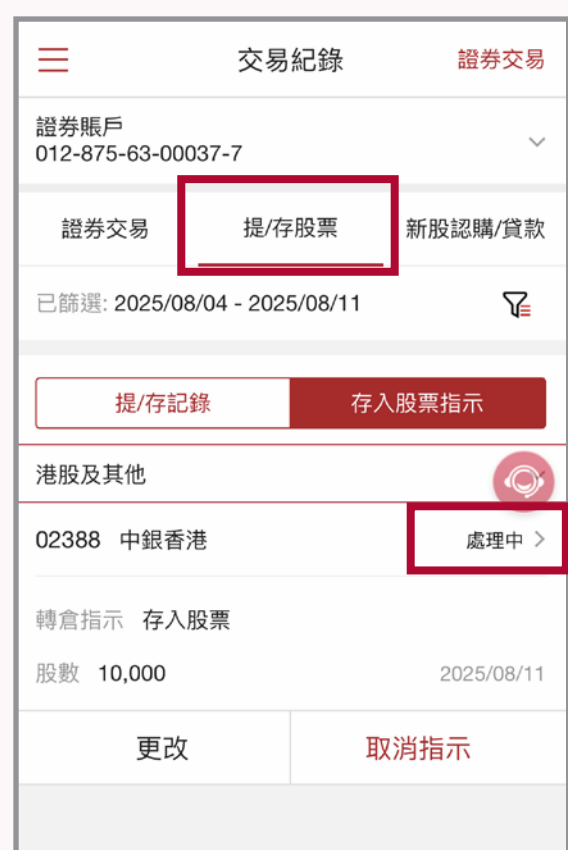 交易紀錄 證券交易
證券賬戶
012-875-63-00037-7
證券交易 提/存股票 新股認購/貸款
已篩選: 2025/08/04 - 2025/08/11
提/存記錄 存入股票指示
港股及其他
02388 中銀香港 處理中
轉倉指示 存入股票
股數 10,000 2025/08/11
更改 取消指示